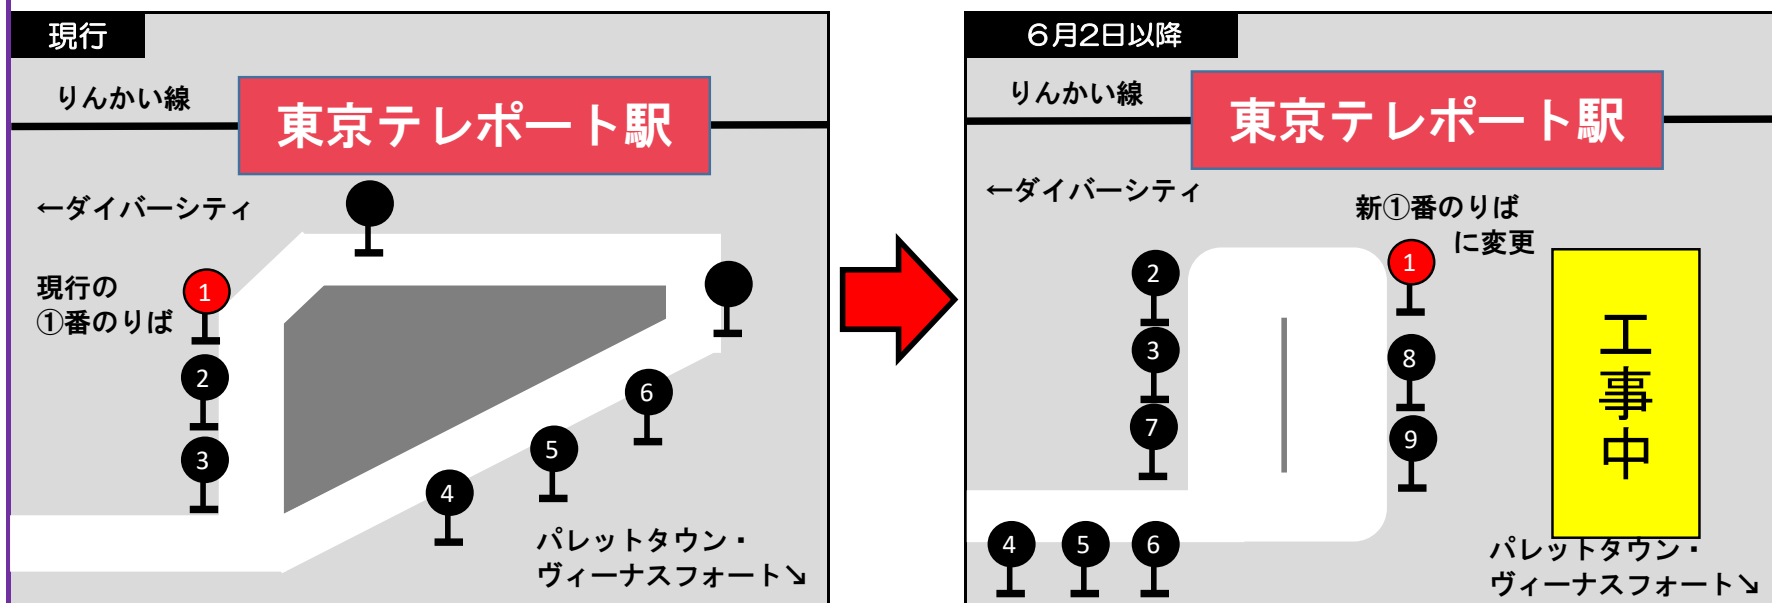 現行
りんかい線
東京テレポート駅
←ダイバーシティ
現行の
①番のりば
1
2
3
4
5
6
パレットタウン・
ヴィーナスフォート↘
6月2日以降
りんかい線
東京テレポート駅
←ダイバーシティ
新①番のりば
に変更
1
2
3
7
8
9
4
5
6
工事中
パレットタウン・
ヴィーナスフォート↘